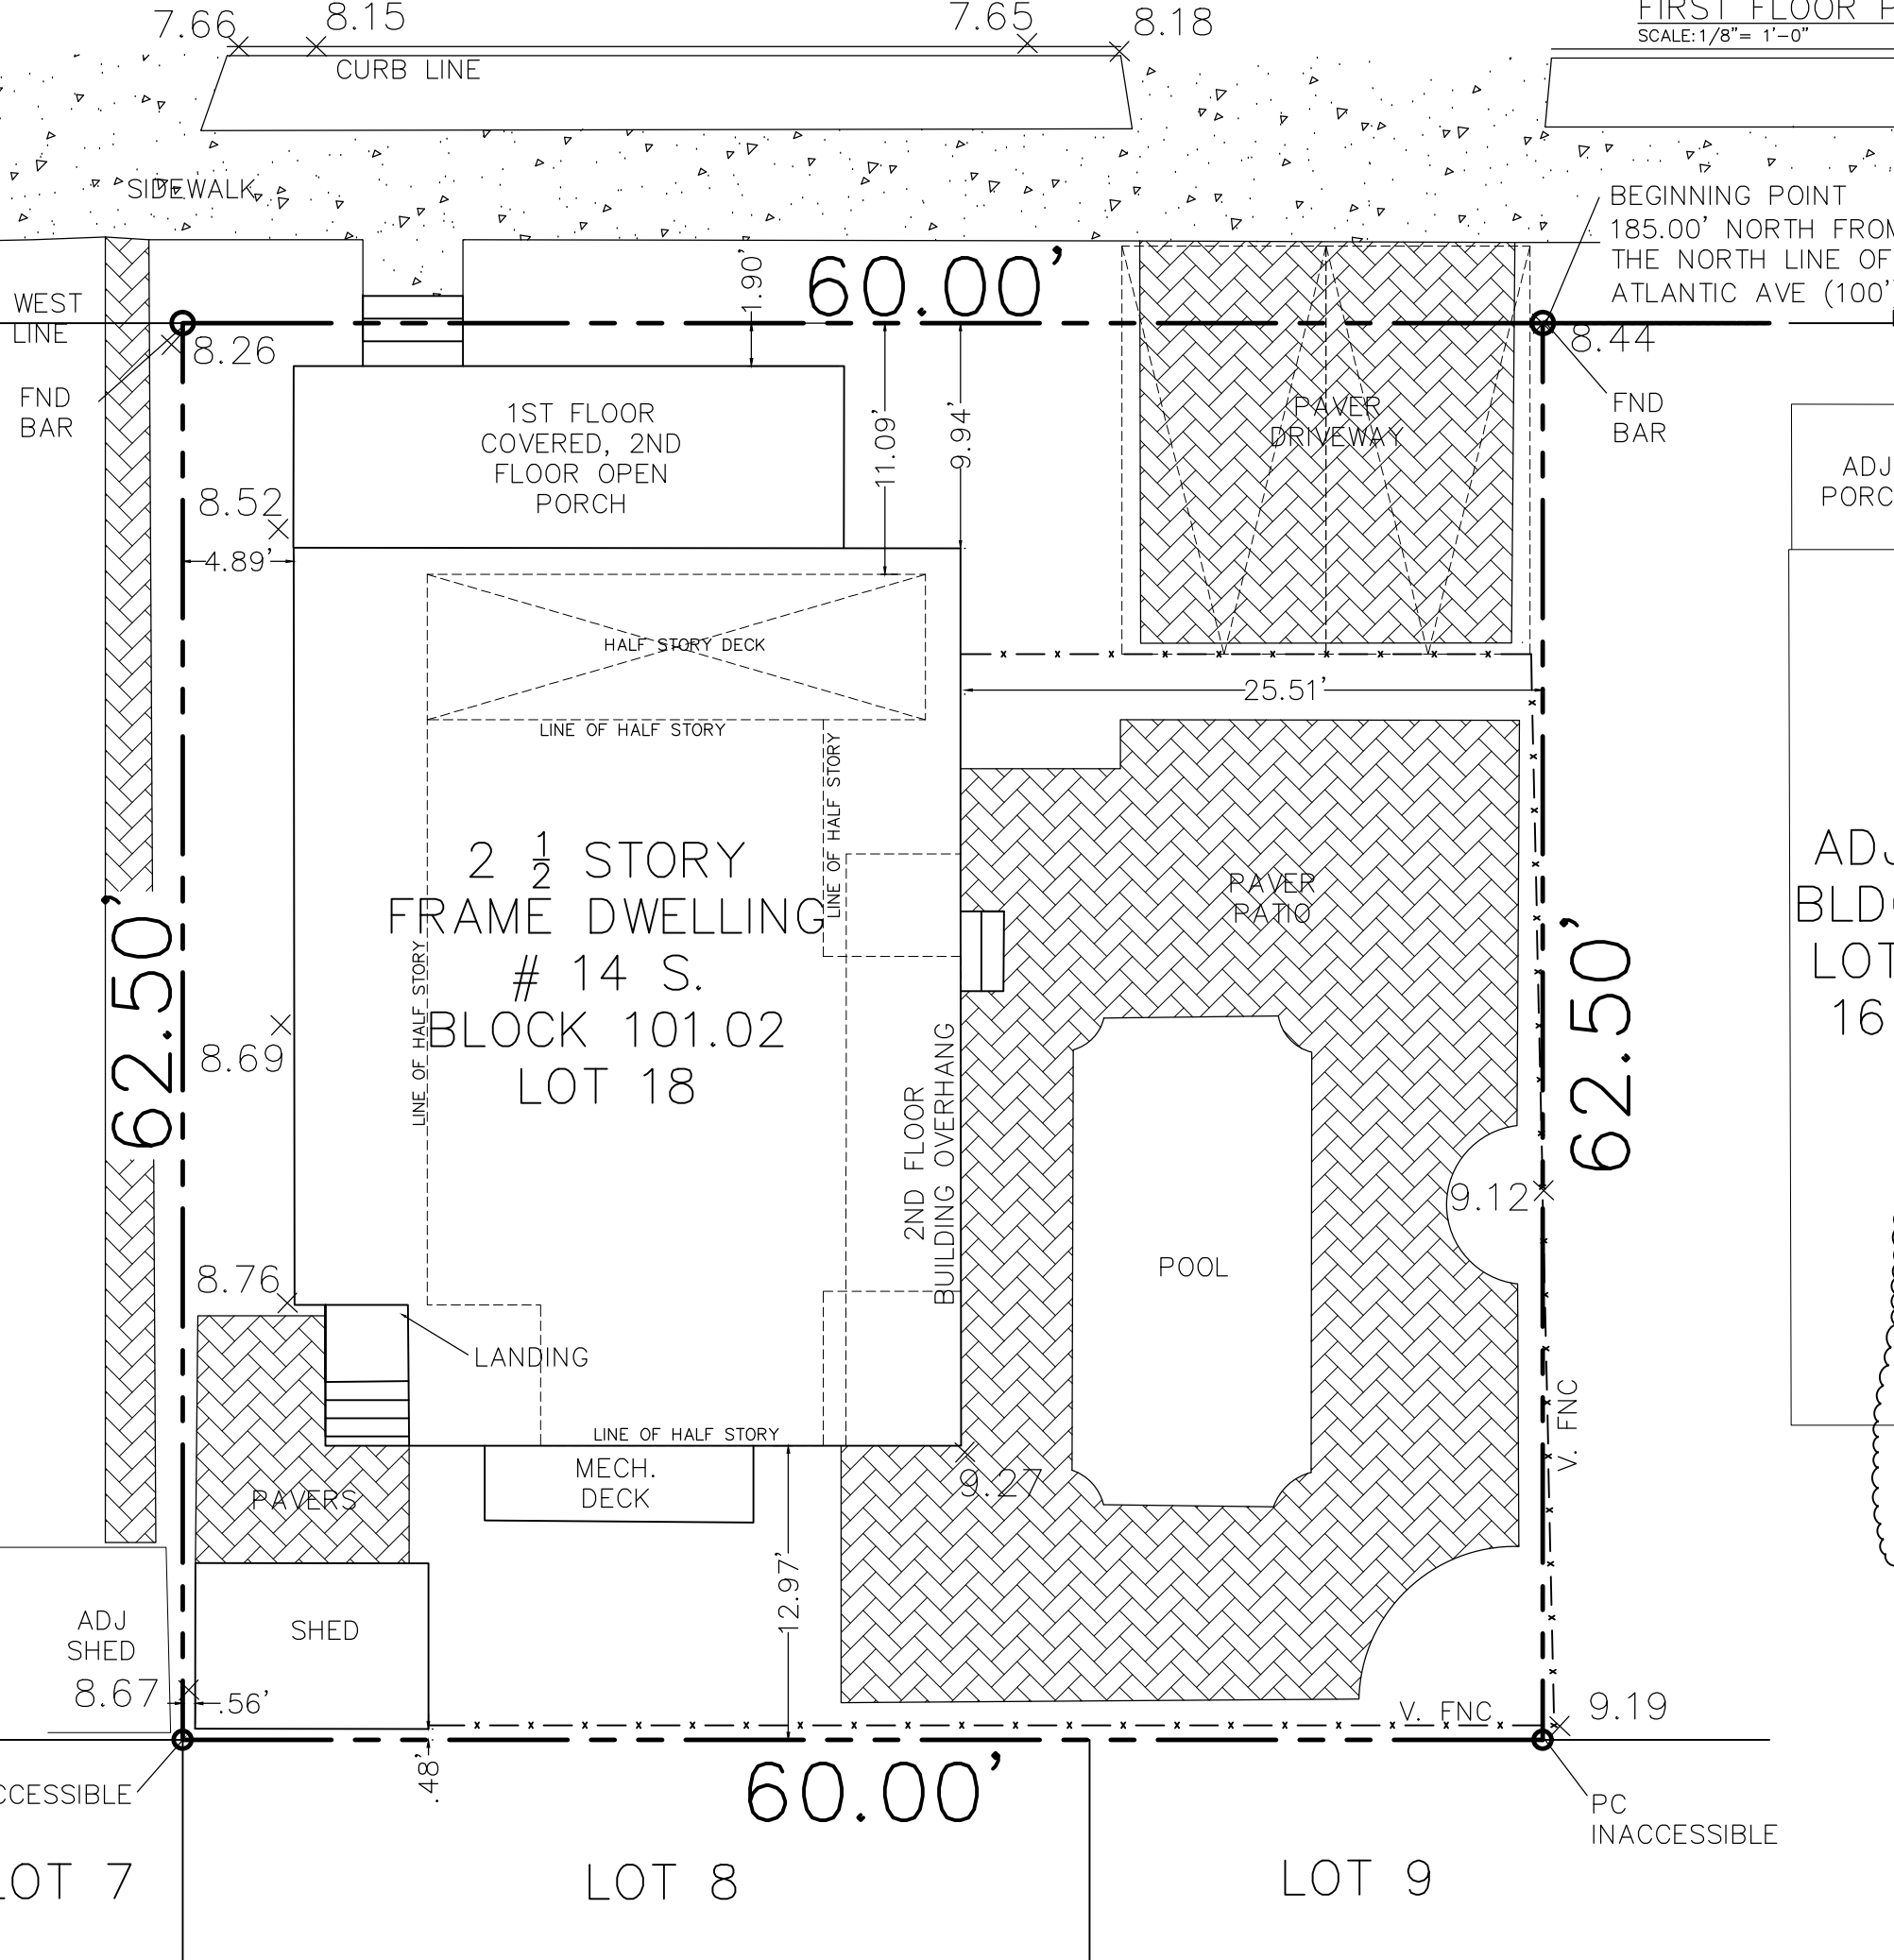 7.66
8.15
7.65
8.18
FIRST FLOOR P
SCALE: 1/8"= 1'-0"
CURB LINE
SIDEWALK
BEGINNING POINT
185.00' NORTH FROM
THE NORTH LINE OF
ATLANTIC AVE (100'
WEST
LINE
60.00'
1.90'
8.26
8.44
FND
BAR
FND
BAR
1ST FLOOR
COVERED, 2ND
FLOOR OPEN
PORCH
11.09'
9.94'
PAVER
DRIVEWAY
ADJ
PORC
8.52
4.89'
HALF STORY DECK
25.51'
LINE OF HALF STORY
LINE OF HALF STORY
2 1/2 STORY
FRAME DWELLING
# 14 S.
BLOCK 101.02
LOT 18
LINE OF HALF STORY
PAVER
PATIO
ADJ
BLDG
LOT
16
62.50'
62.50'
8.69
2ND FLOOR
BUILDING OVERHANG
9.12
POOL
8.76
LANDING
V. FNC
LINE OF HALF STORY
MECH.
DECK
9.27
PAVERS
12.97'
ADJ
SHED
SHED
8.67
.56'
V. FNC
9.19
.48'
60.00'
CCESSIBLE
PC
INACCESSIBLE
LOT 7
LOT 8
LOT 9